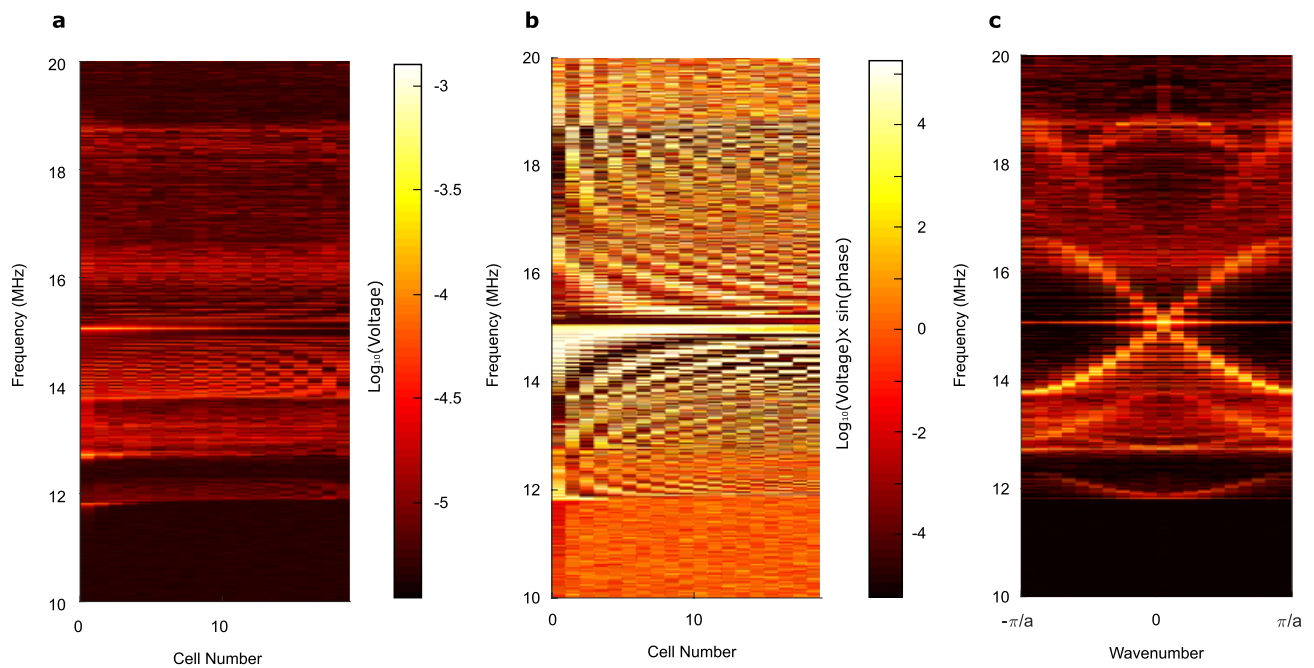 a
b
c
20
18
16
14
12
10
Frequency (MHz)
0
10
Cell Number
-3
-3.5
-4
-4.5
-5
Log₁₀(Voltage)
20
18
16
14
12
10
Frequency (MHz)
0
10
Cell Number
4
2
0
-2
-4
Log₁₀(Voltage)x sin(phase)
20
18
16
14
12
10
Frequency (MHz)
-π/a
0
π/a
Wavenumber